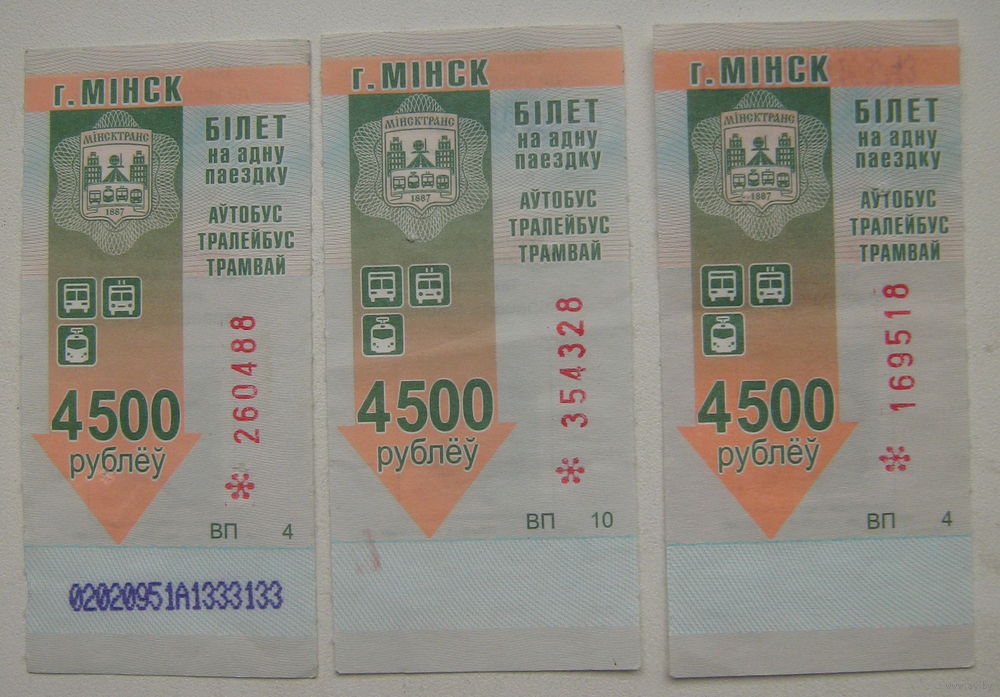 г. МІНСК
МІНСКТРАНС
1887
БІЛЕТ
на адну
паездку
АЎТОБУС
ТРАЛЕЙБУС
ТРАМВАЙ
* 260488
4500
рублёў
ВП 4
02020951А1333133
г. МІНСК
МІНСКТРАНС
1887
БІЛЕТ
на адну
паездку
АЎТОБУС
ТРАЛЕЙБУС
ТРАМВАЙ
* 354328
4500
рублёў
ВП 10
г. МІНСК
МІНСКТРАНС
1887
БІЛЕТ
на адну
паездку
АЎТОБУС
ТРАЛЕЙБУС
ТРАМВАЙ
* 169518
4500
рублёў
ВП 4